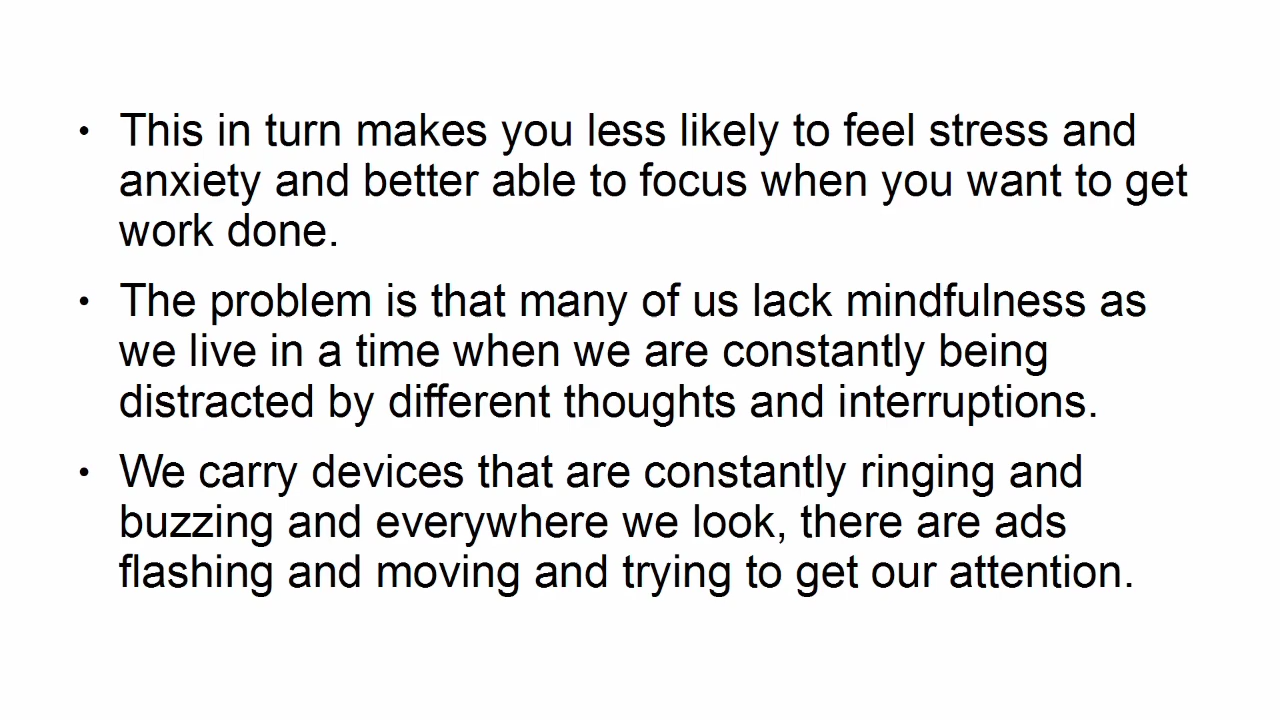 • This in turn makes you less likely to feel stress and
anxiety and better able to focus when you want to get
work done.
• The problem is that many of us lack mindfulness as
we live in a time when we are constantly being
distracted by different thoughts and interruptions.
• We carry devices that are constantly ringing and
buzzing and everywhere we look, there are ads
flashing and moving and trying to get our attention.